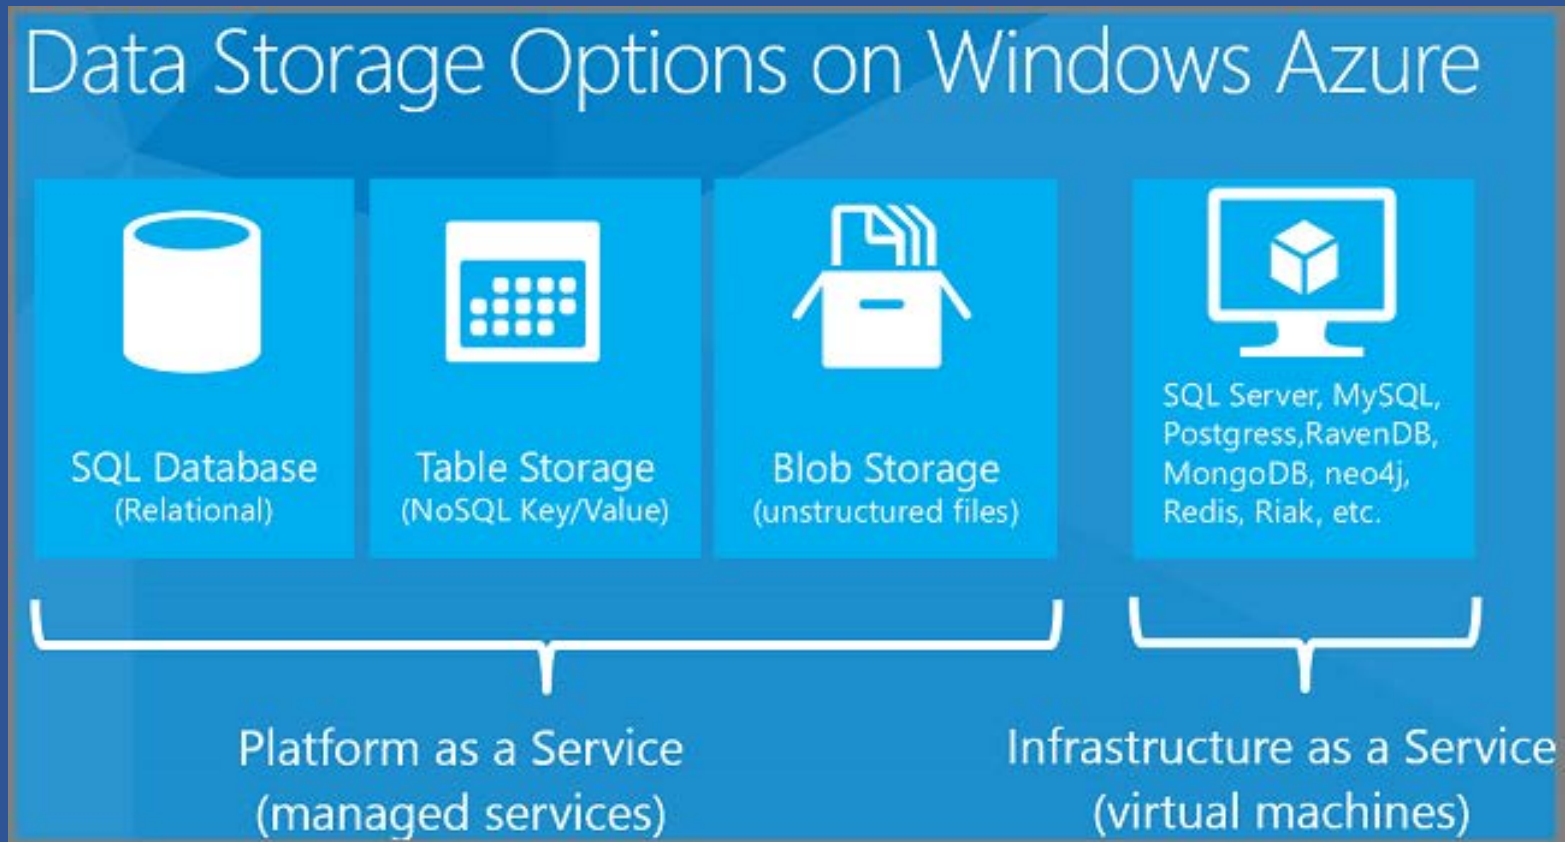 Data Storage Options on Windows Azure
SQL Database
(Relational)
Table Storage
(NoSQL Key/Value)
Blob Storage
(unstructured files)
SQL Server, MySQL,
Postgress,RavenDB,
MongoDB, neo4j,
Redis, Riak, etc.
Platform as a Service
(managed services)
Infrastructure as a Service
(virtual machines)